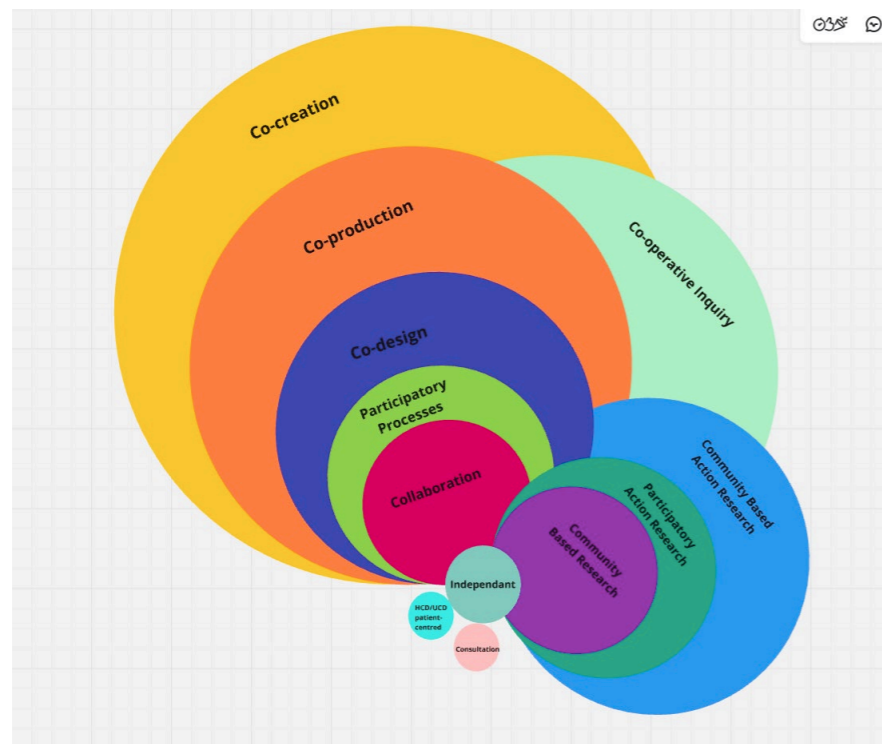 Co-creation
Co-production
Co-operative Inquiry
Co-design
Participatory
Processes
Collaboration
Community Based
Action Research
Participatory
Action Research
Community
Based Research
Independant
HCD/UCD
patient-
contred
Consultation